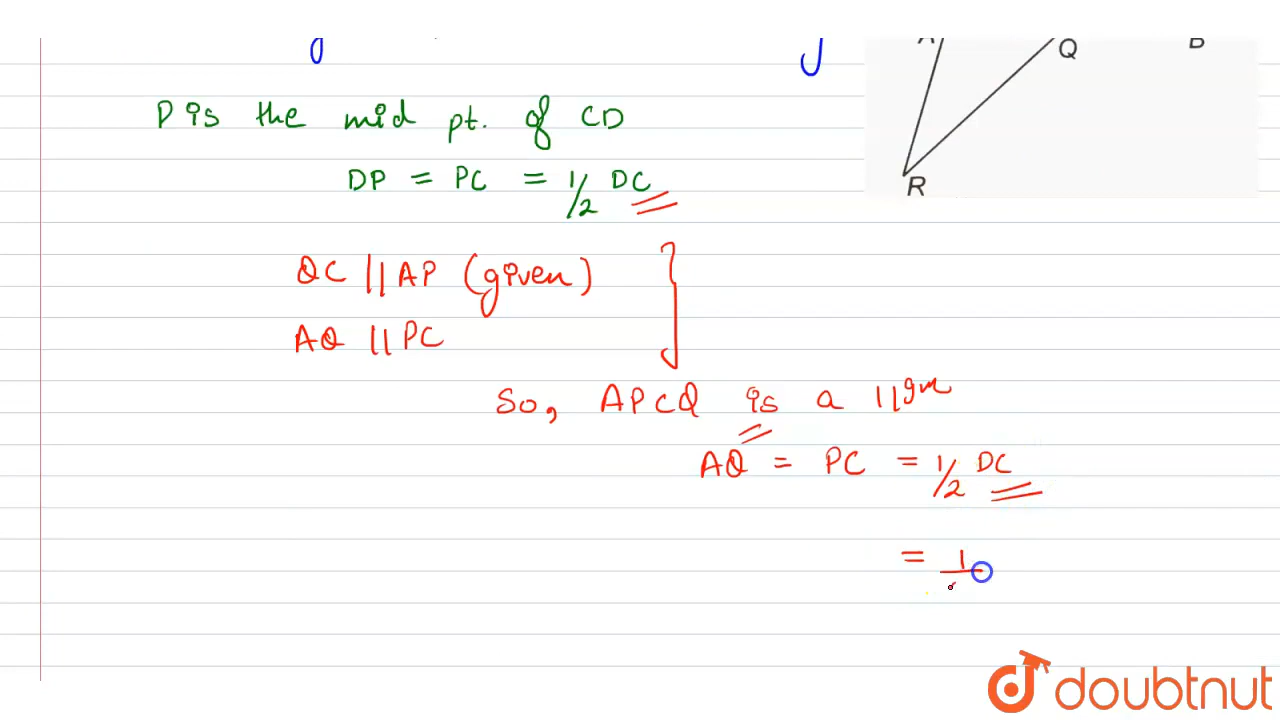 A
Q
B
R
P is the mid pt. of CD
DP = PC = 1/2 DC
QC || AP (given)
AQ || PC
So, APCQ is a ||gm
AQ = PC = 1/2 DC
= 1
doubtnut